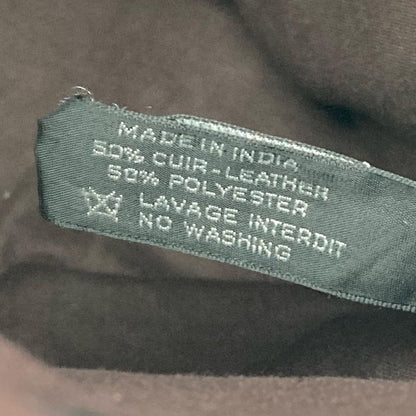 MADE IN INDIA
50% CUIR-LEATHER
50% POLYESTER
LAVAGE INTERDIT
NO WASHING